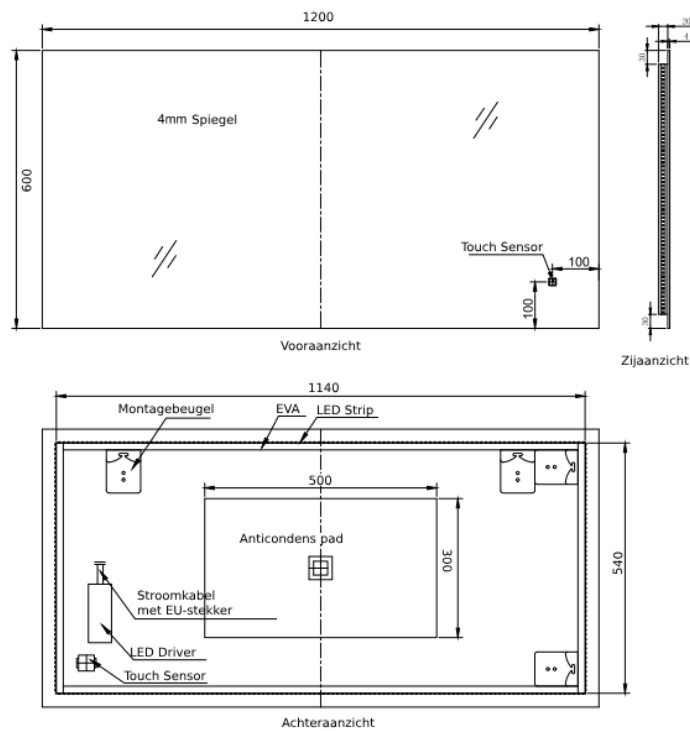 1200
20
4
30
4mm Spiegel
600
Touch Sensor
100
100
30
Vooraanzicht
Zijaanzicht
1140
Montagebeugel
EVA
LED Strip
500
Anticondens pad
300
540
Stroomkabel
met EU-stekker
LED Driver
Touch Sensor
Achteraanzicht